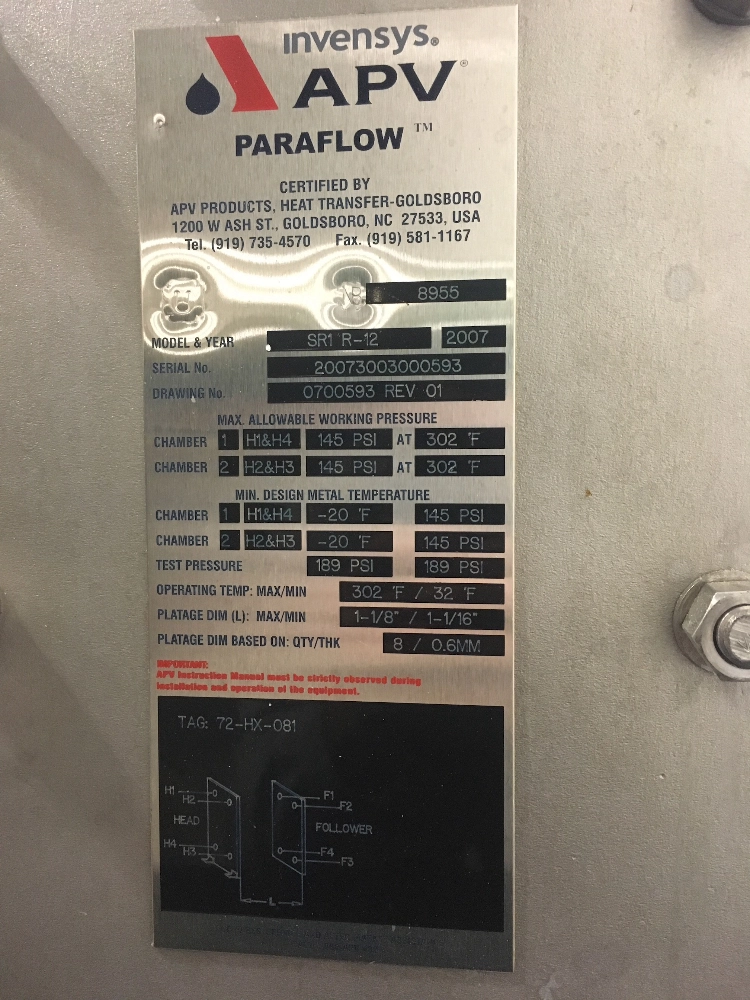 invensys®
APV®
PARAFLOW™
CERTIFIED BY
APV PRODUCTS, HEAT TRANSFER-GOLDSBORO
1200 W ASH ST., GOLDSBORO, NC 27533, USA
Tel. (919) 735-4570 Fax. (919) 581-1167
NB 8955
MODEL & YEAR SR1 R-12 2007
SERIAL No. 20073003000593
DRAWING No. 0700593 REV 01
MAX. ALLOWABLE WORKING PRESSURE
CHAMBER 1 H1&H4 145 PSI AT 302 °F
CHAMBER 2 H2&H3 145 PSI AT 302 °F
MIN. DESIGN METAL TEMPERATURE
CHAMBER 1 H1&H4 -20 °F 145 PSI
CHAMBER 2 H2&H3 -20 °F 145 PSI
TEST PRESSURE 189 PSI 189 PSI
OPERATING TEMP: MAX/MIN 302 °F / 32 °F
PLATAGE DIM (L): MAX/MIN 1-1/8" / 1-1/16"
PLATAGE DIM BASED ON: QTY/THK 8 / 0.6MM
IMPORTANT:
APV Instruction Manual must be strictly observed during
installation and operation of the equipment.
TAG: 72-HX-081
H1 F1
H2 F2
HEAD FOLLOWER
H4 F4
H3 F3
L